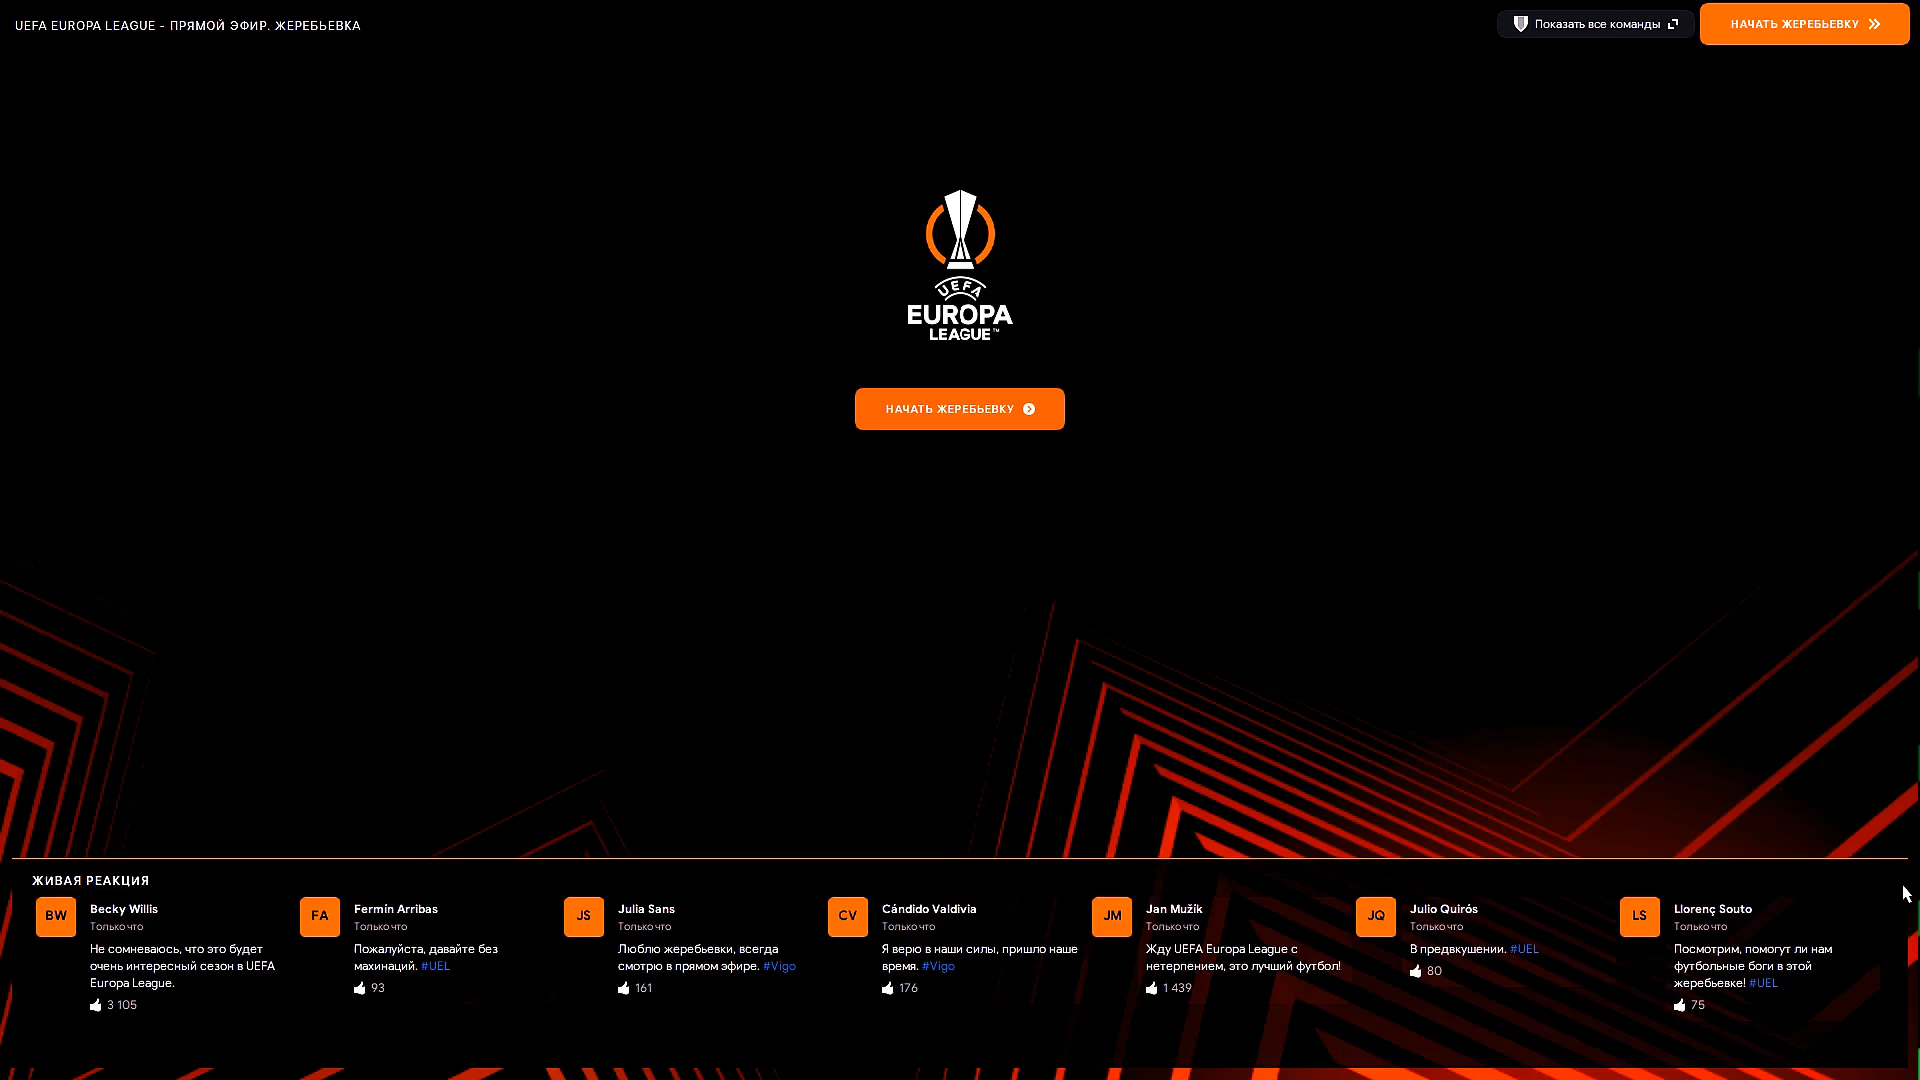 UEFA EUROPA LEAGUE - ПРЯМОЙ ЭФИР. ЖЕРЕБЬЕВКА
Показать все команды
НАЧАТЬ ЖЕРЕБЬЕВКУ
UEFA
EUROPA
LEAGUE™
НАЧАТЬ ЖЕРЕБЬЕВКУ
ЖИВАЯ РЕАКЦИЯ
BW
Becky Willis
Только что
Не сомневаюсь, что это будет
очень интересный сезон в UEFA
Europa League.
3 105
FA
Fermín Arribas
Только что
Пожалуйста, давайте без
махинаций. #UEL
93
JS
Julia Sans
Только что
Люблю жеребьевки, всегда
смотрю в прямом эфире. #Vigo
161
CV
Cándido Valdivia
Только что
Я верю в наши силы, пришло наше
время. #Vigo
176
JM
Jan Mužík
Только что
Жду UEFA Europa League с
нетерпением, это лучший футбол!
1 439
JQ
Julio Quirós
Только что
В предвкушении. #UEL
80
LS
Llorenç Souto
Только что
Посмотрим, помогут ли нам
футбольные боги в этой
жеребьевке! #UEL
75